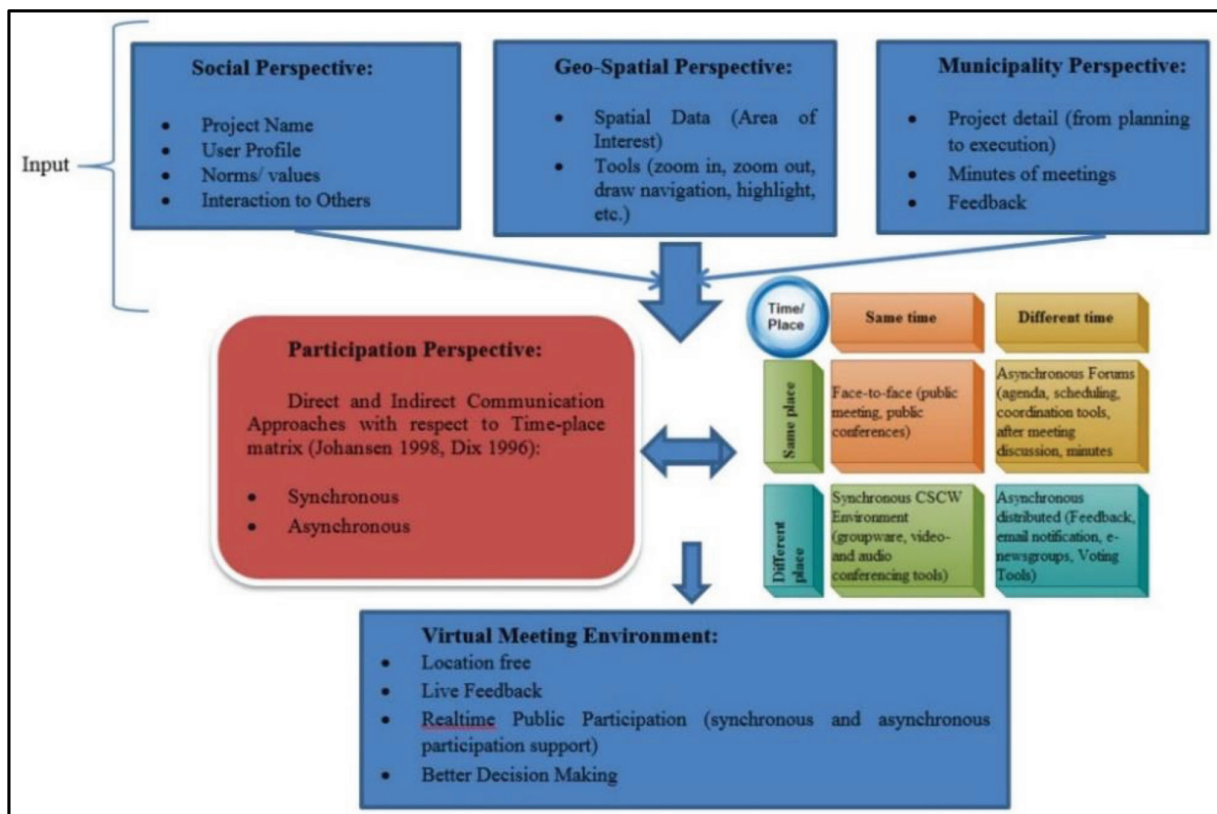 Input
Social Perspective:
• Project Name
• User Profile
• Norms/ values
• Interaction to Others
Geo-Spatial Perspective:
• Spatial Data (Area of
Interest)
• Tools (zoom in, zoom out,
draw navigation, highlight,
etc.)
Municipality Perspective:
• Project detail (from planning
to execution)
• Minutes of meetings
• Feedback
Participation Perspective:
Direct and Indirect Communication
Approaches with respect to Time-place
matrix (Johansen 1998, Dix 1996):
• Synchronous
• Asynchronous
Time/
Place
Same time
Different time
Same place
Face-to-face (public
meeting, public
conferences)
Asynchronous Forums
(agenda, scheduling,
coordination tools,
after meeting
discussion, minutes
Different
place
Synchronous CSCW
Environment
(groupware, video-
and audio
conferencing tools)
Asynchronous
distributed (Feedback,
email notification, e-
newsgroups, Voting
Tools)
Virtual Meeting Environment:
• Location free
• Live Feedback
• Realtime Public Participation (synchronous and asynchronous
participation support)
• Better Decision Making